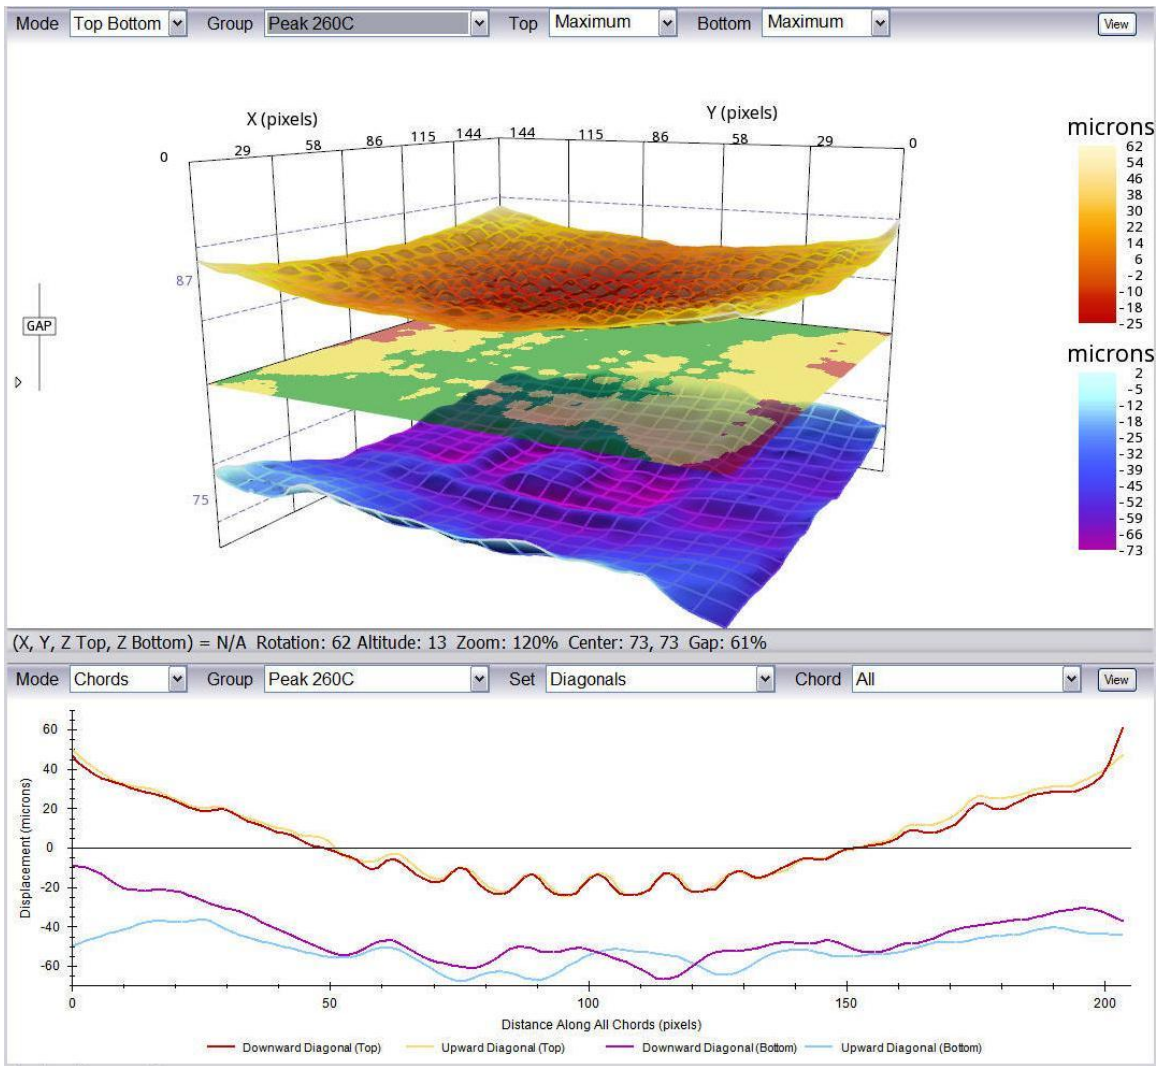 Mode Top Bottom Group Peak 260C Top Maximum Bottom Maximum View
X (pixels) Y (pixels)
0 29 58 86 115 144 144 115 86 58 29 0
87
75
GAP
microns
62
54
46
38
30
22
14
6
-2
-10
-18
-25
microns
2
-5
-12
-18
-25
-32
-39
-45
-52
-59
-66
-73
(X, Y, Z Top, Z Bottom) = N/A Rotation: 62 Altitude: 13 Zoom: 120% Center: 73, 73 Gap: 61%
Mode Chords Group Peak 260C Set Diagonals Chord All View
Displacement (microns)
60
40
20
0
-20
-40
-60
0 50 100 150 200
Distance Along All Chords (pixels)
Downward Diagonal (Top) Upward Diagonal (Top) Downward Diagonal (Bottom) Upward Diagonal (Bottom)